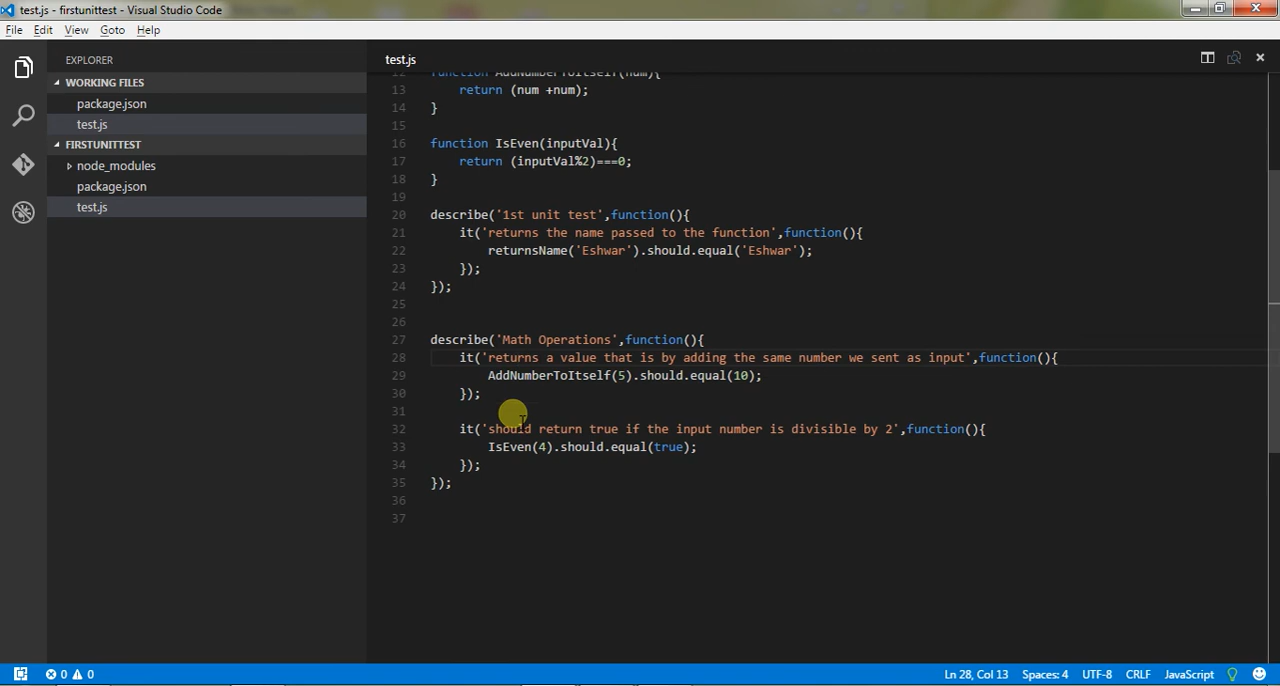 test.js - firstunittest - Visual Studio Code
File Edit View Goto Help
EXPLORER
WORKING FILES
package.json
test.js
FIRSTUNITTEST
node_modules
package.json
test.js
test.js
12 function AddNumberToItself(num){
13 return (num +num);
14 }
15
16 function IsEven(inputVal){
17 return (inputVal%2)===0;
18 }
19
20 describe('1st unit test',function(){
21 it('returns the name passed to the function',function(){
22 returnsName('Eshwar').should.equal('Eshwar');
23 });
24 });
25
26
27 describe('Math Operations',function(){
28 it('returns a value that is by adding the same number we sent as input',function(){
29 AddNumberToItself(5).should.equal(10);
30 });
31
32 it('should return true if the input number is divisible by 2',function(){
33 IsEven(4).should.equal(true);
34 });
35 });
36
37
0 0 Ln 28, Col 13 Spaces: 4 UTF-8 CRLF JavaScript